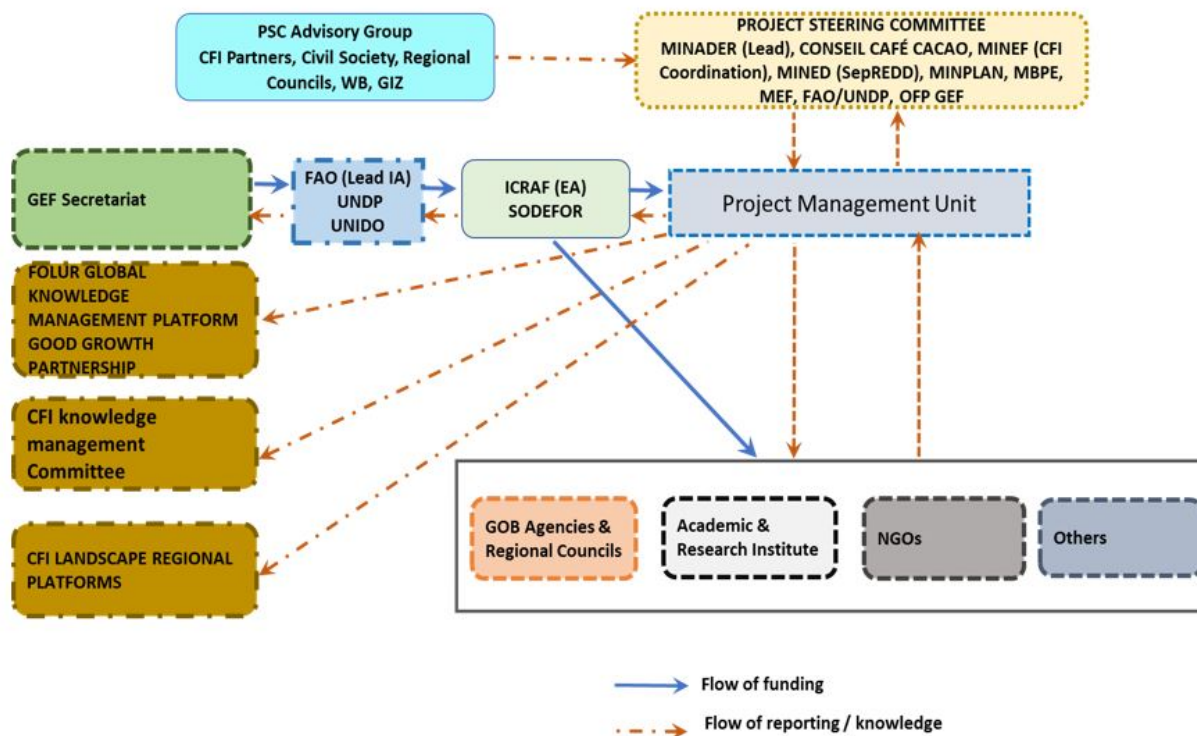 PSC Advisory Group
CFI Partners, Civil Society, Regional
Councils, WB, GIZ
PROJECT STEERING COMMITTEE
MINADER (Lead), CONSEIL CAFÉ CACAO, MINEF (CFI
Coordination), MINED (SepREDD), MINPLAN, MBPE,
MEF, FAO/UNDP, OFP GEF
GEF Secretariat
FAO (Lead IA)
UNDP
UNIDO
ICRAF (EA)
SODEFOR
Project Management Unit
FOLUR GLOBAL
KNOWLEDGE
MANAGEMENT PLATFORM
GOOD GROWTH
PARTNERSHIP
CFI knowledge
management
Committee
CFI LANDSCAPE REGIONAL
PLATFORMS
GOB Agencies &
Regional Councils
Academic &
Research Institute
NGOs
Others
Flow of funding
Flow of reporting / knowledge